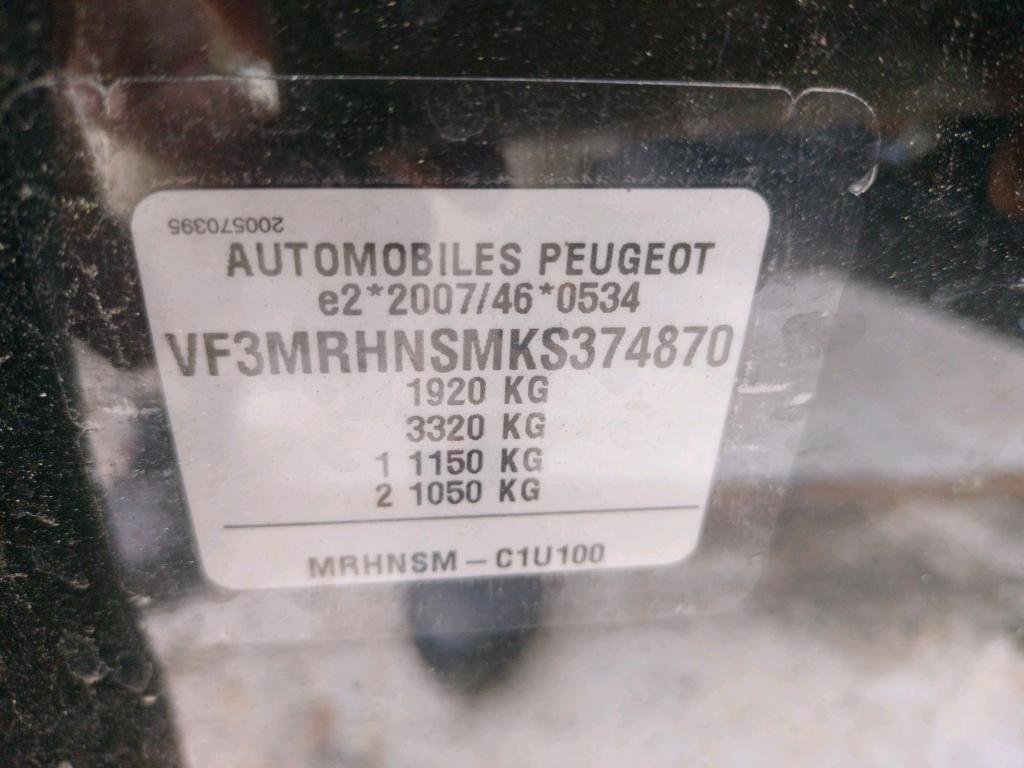 200570395
AUTOMOBILES PEUGEOT
e2*2007/46*0534
VF3MRHNSMKS374870
1920 KG
3320 KG
1 1150 KG
2 1050 KG
MRHNSM – C1U100